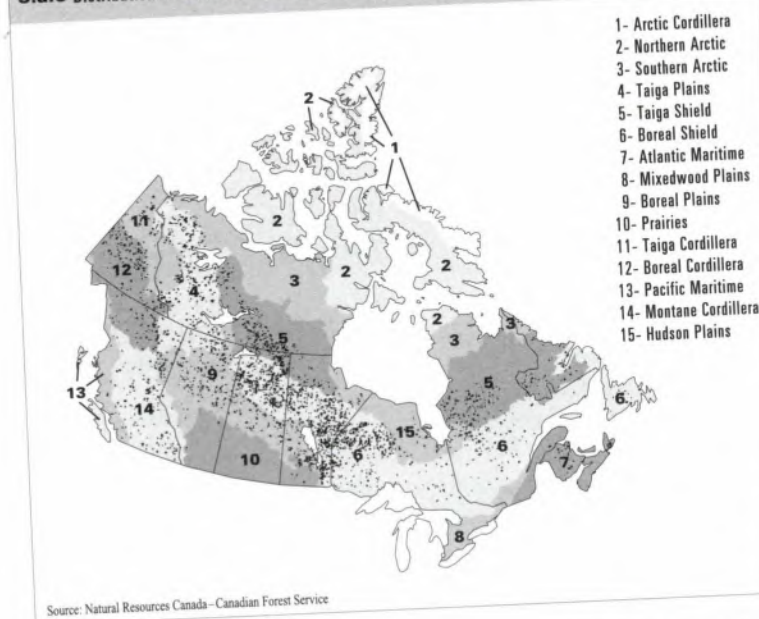 1- Arctic Cordillera
2- Northern Arctic
3- Southern Arctic
4- Taiga Plains
5- Taiga Shield
6- Boreal Shield
7- Atlantic Maritime
8- Mixedwood Plains
9- Boreal Plains
10- Prairies
11- Taiga Cordillera
12- Boreal Cordillera
13- Pacific Maritime
14- Montane Cordillera
15- Hudson Plains
2
1
11
2
12
4
3
2
2
2
3
3
5
5
13
9
14
15
6
6
6
10
7
8
Source: Natural Resources Canada–Canadian Forest Service